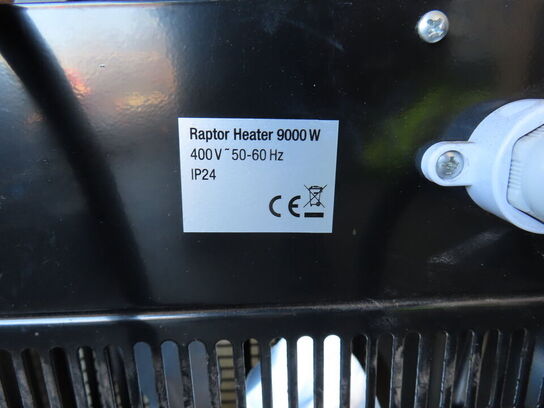 Raptor Heater 9000 W
400 V ~ 50-60 Hz
IP24
CE